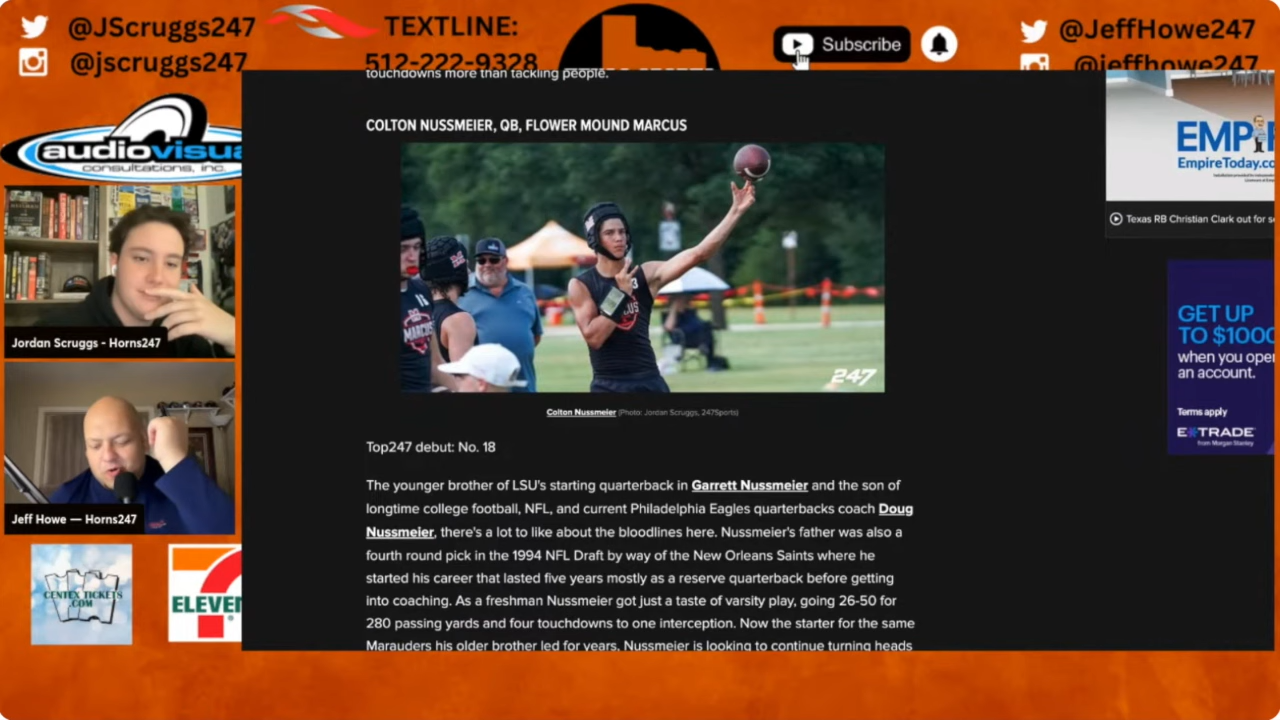 @JScruggs247
@jscruggs247
TEXTLINE:
512-222-9328
Subscribe
@JeffHowe247
@jeffhowe247
audiovisua
consultations, inc.
Jordan Scruggs - Horns247
Jeff Howe — Horns247
CENTEX TICKETS
.COM
ELEVEN
touchdowns more than tackling people.
COLTON NUSSMEIER, QB, FLOWER MOUND MARCUS
MARCUS
247
Colton Nussmeier (Photo: Jordan Scruggs, 247Sports)
Top247 debut: No. 18
The younger brother of LSU's starting quarterback in Garrett Nussmeier and the son of
longtime college football, NFL, and current Philadelphia Eagles quarterbacks coach Doug
Nussmeier, there's a lot to like about the bloodlines here. Nussmeier's father was also a
fourth round pick in the 1994 NFL Draft by way of the New Orleans Saints where he
started his career that lasted five years mostly as a reserve quarterback before getting
into coaching. As a freshman Nussmeier got just a taste of varsity play, going 26-50 for
280 passing yards and four touchdowns to one interception. Now the starter for the same
Marauders his older brother led for years, Nussmeier is looking to continue turning heads
EMPI
EmpireToday.co
Texas RB Christian Clark out for s
GET UP
TO $1000
when you open
an account.
Terms apply
E*TRADE
from Morgan Stanley